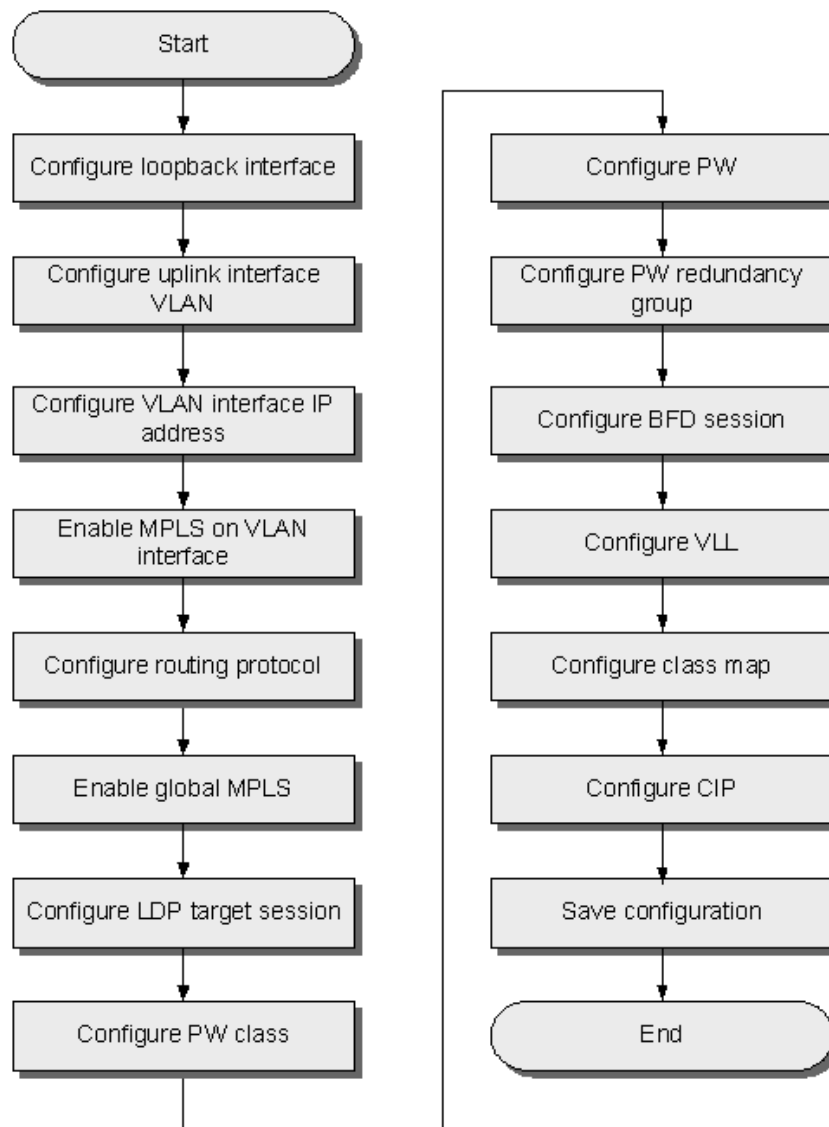 Start
Configure loopback interface
Configure uplink interface
VLAN
Configure VLAN interface IP
address
Enable MPLS on VLAN
interface
Configure routing protocol
Enable global MPLS
Configure LDP target session
Configure PW class
Configure PW
Configure PW redundancy
group
Configure BFD session
Configure VLL
Configure class map
Configure CIP
Save configuration
End